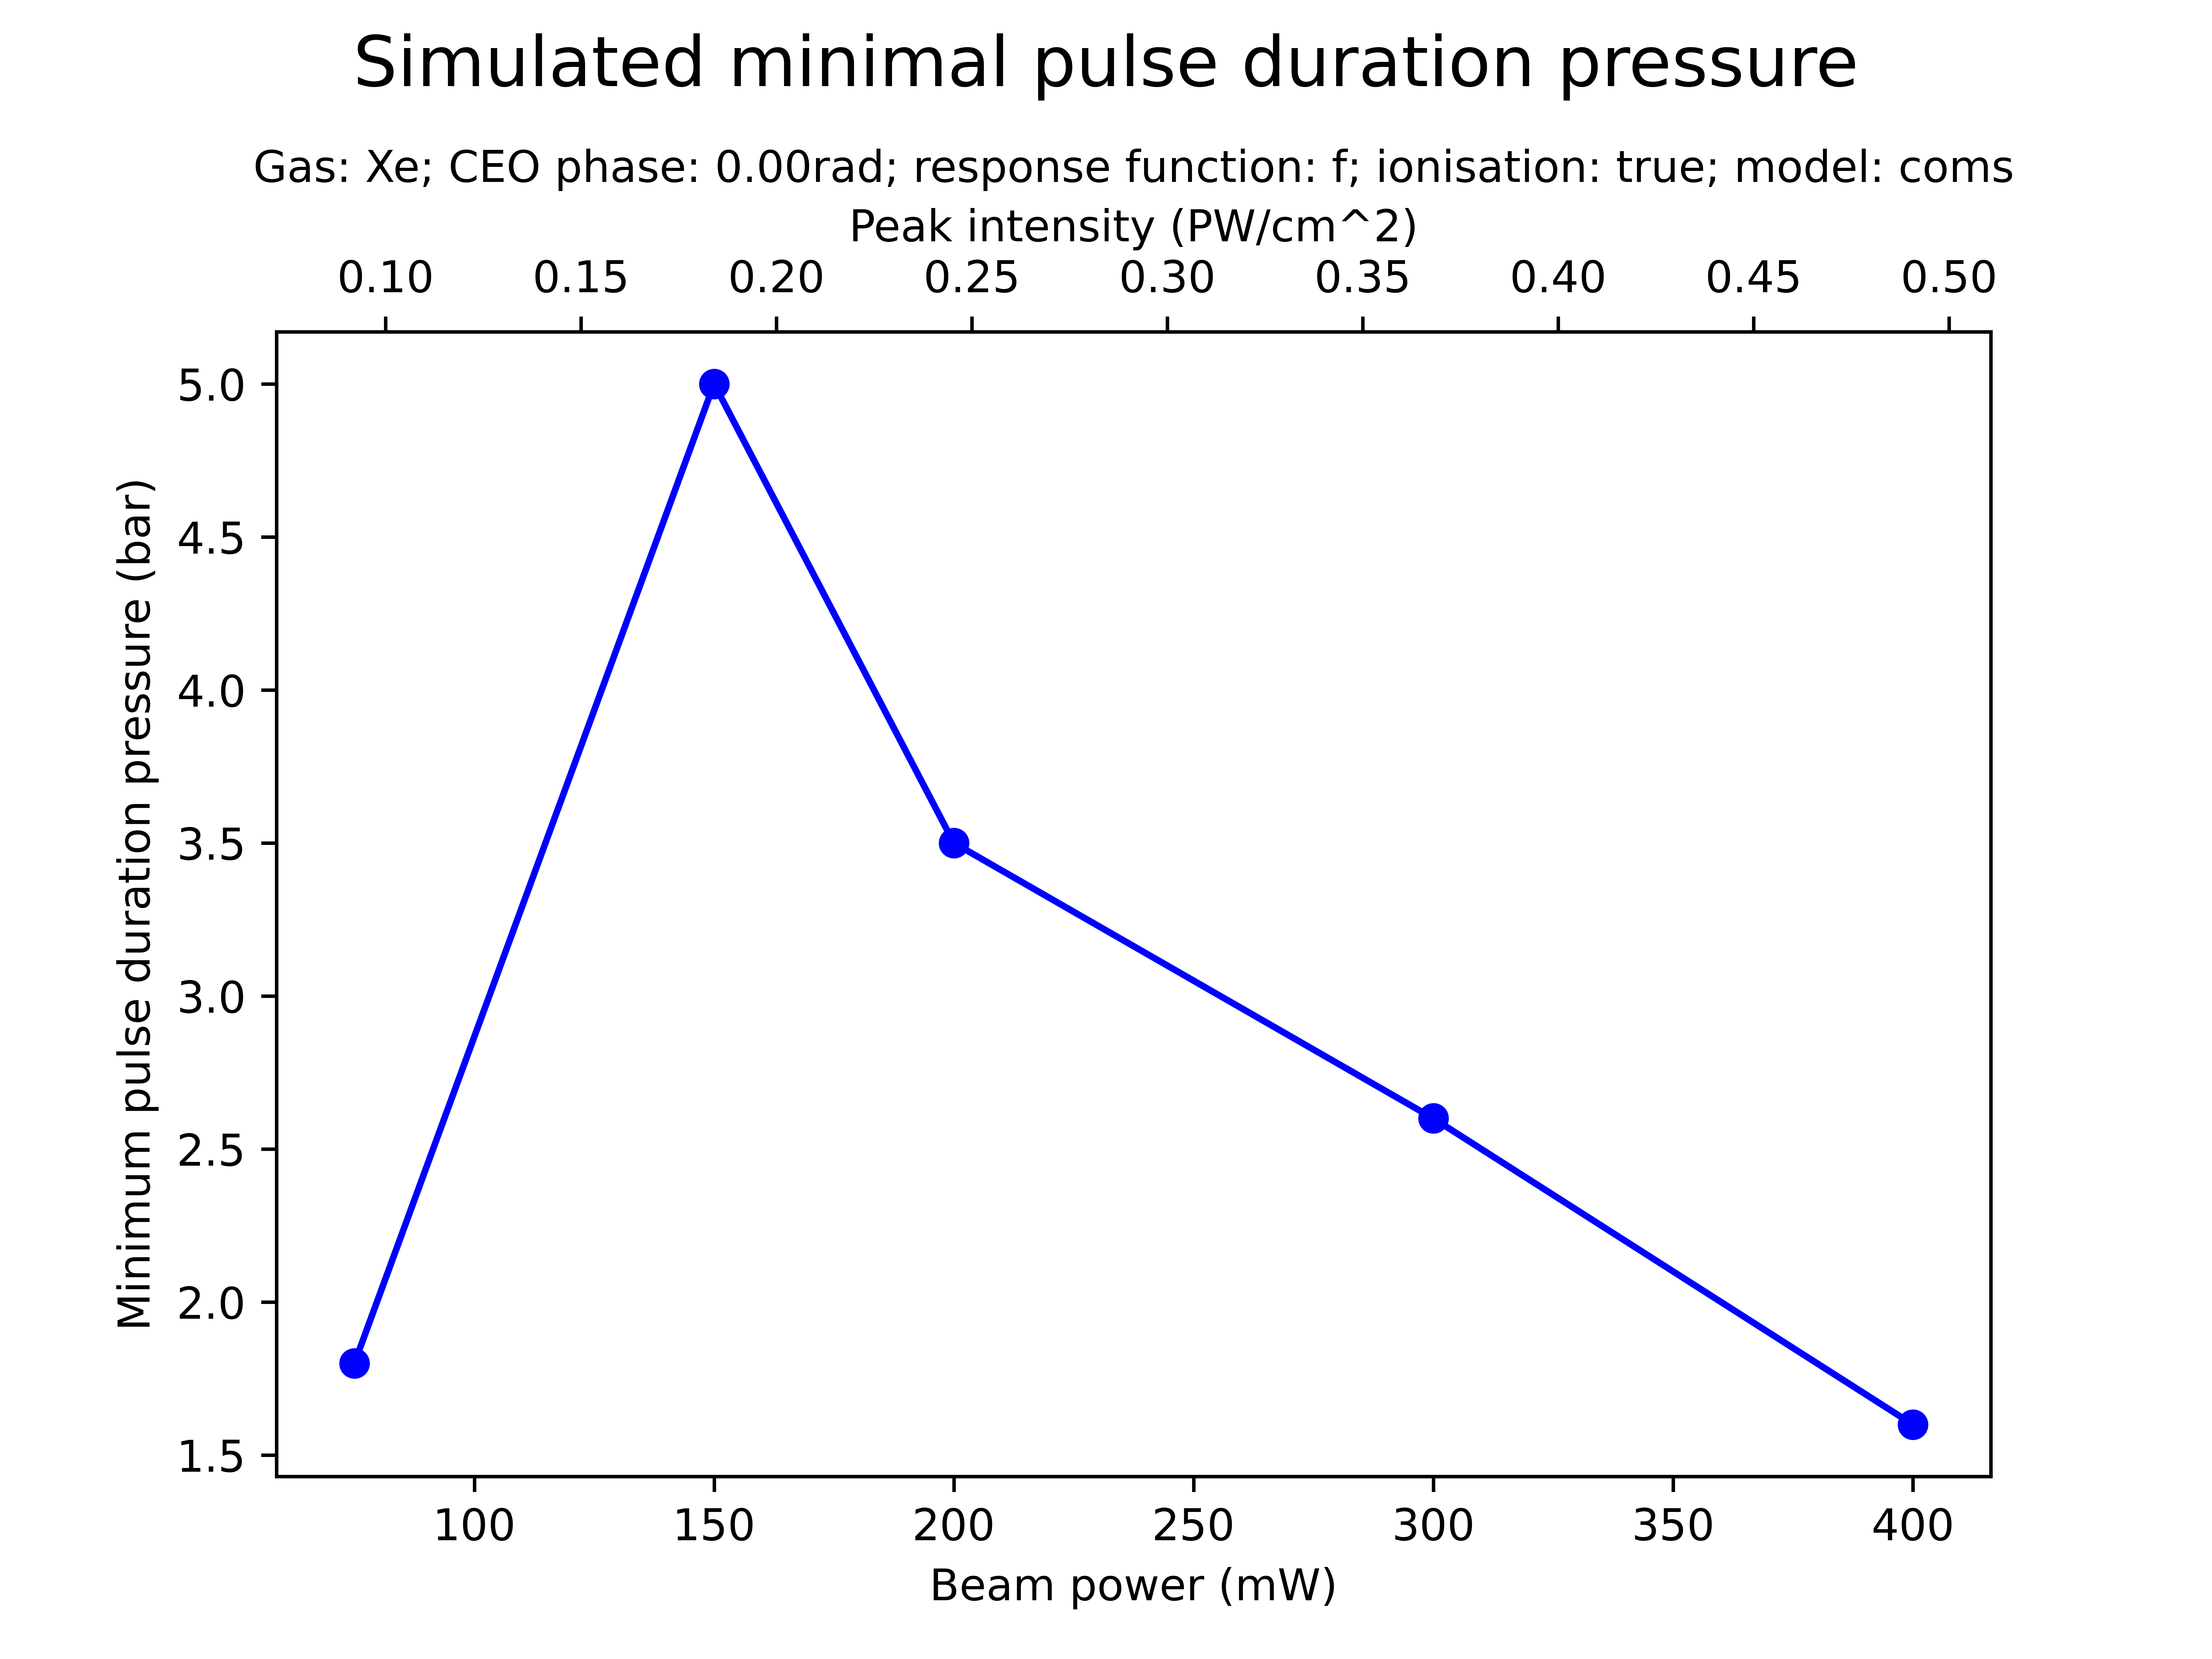 Simulated minimal pulse duration pressure
Gas: Xe; CEO phase: 0.00rad; response function: f; ionisation: true; model: coms
Peak intensity (PW/cm^2)
0.10 0.15 0.20 0.25 0.30 0.35 0.40 0.45 0.50
Minimum pulse duration pressure (bar)
5.0
4.5
4.0
3.5
3.0
2.5
2.0
1.5
100 150 200 250 300 350 400
Beam power (mW)